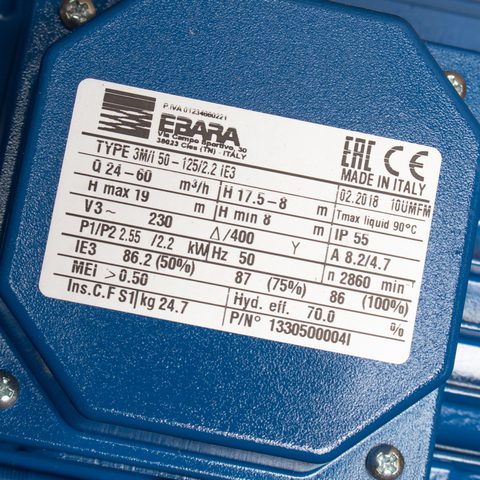 P.IVA 01234660221
EBARA
Via Campo Sportivo, 30
38023 Cles (TN) - ITALY
EAC CE
MADE IN ITALY
TYPE 3M/I 50-125/2.2 IE3
02.2018 10UMFM
Q 24-60 m³/h H 17.5-8 m Tmax liquid 90°C
H max 19 m H min 8 m IP 55
V3~ 230 △/400 Y A 8.2/4.7
P1/P2 2.55 /2.2 kW Hz 50 n 2860 min⁻¹
IE3 86.2 (50%) 87 (75%) 86 (100%)
MEi > 0.50 Hyd. eff. 70.0 %
Ins.C.F S1 kg 24.7 P/N° 1330500004I